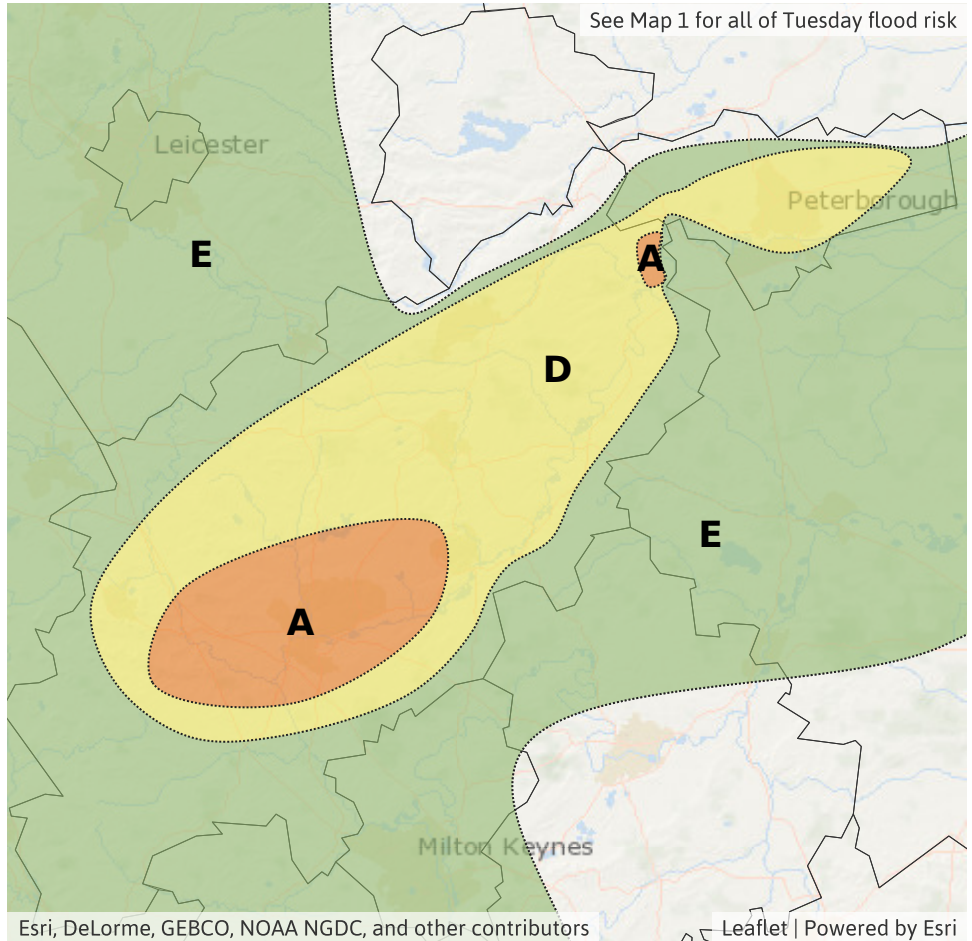 See Map 1 for all of Tuesday flood risk
Leicester
Peterborough
E
A
D
E
A
Milton Keynes
Esri, DeLorme, GEBCO, NOAA NGDC, and other contributors
Leaflet | Powered by Esri